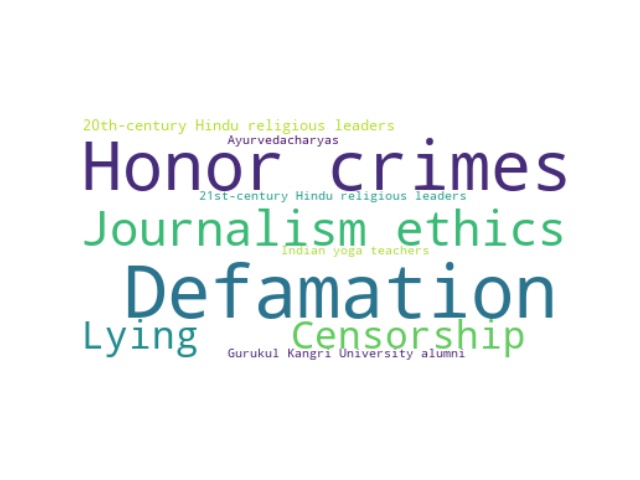 20th-century Hindu religious leaders
Ayurvedacharyas
Honor crimes
21st-century Hindu religious leaders
Journalism ethics
Indian yoga teachers
Defamation
Lying Censorship
Gurukul Kangri University alumni